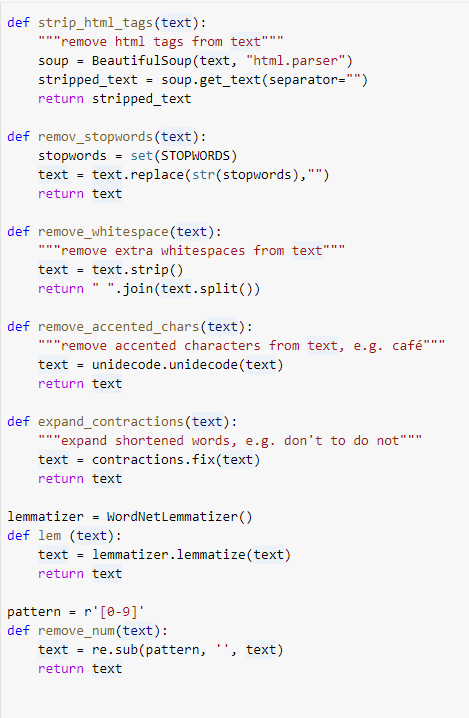 def strip_html_tags(text):
    """remove html tags from text"""
    soup = BeautifulSoup(text, "html.parser")
    stripped_text = soup.get_text(separator="")
    return stripped_text

def remov_stopwords(text):
    stopwords = set(STOPWORDS)
    text = text.replace(str(stopwords),"")
    return text

def remove_whitespace(text):
    """remove extra whitespaces from text"""
    text = text.strip()
    return " ".join(text.split())

def remove_accented_chars(text):
    """remove accented characters from text, e.g. café"""
    text = unidecode.unidecode(text)
    return text

def expand_contractions(text):
    """expand shortened words, e.g. don't to do not"""
    text = contractions.fix(text)
    return text

lemmatizer = WordNetLemmatizer()
def lem (text):
    text = lemmatizer.lemmatize(text)
    return text

pattern = r'[0-9]'
def remove_num(text):
    text = re.sub(pattern, '', text)
    return text